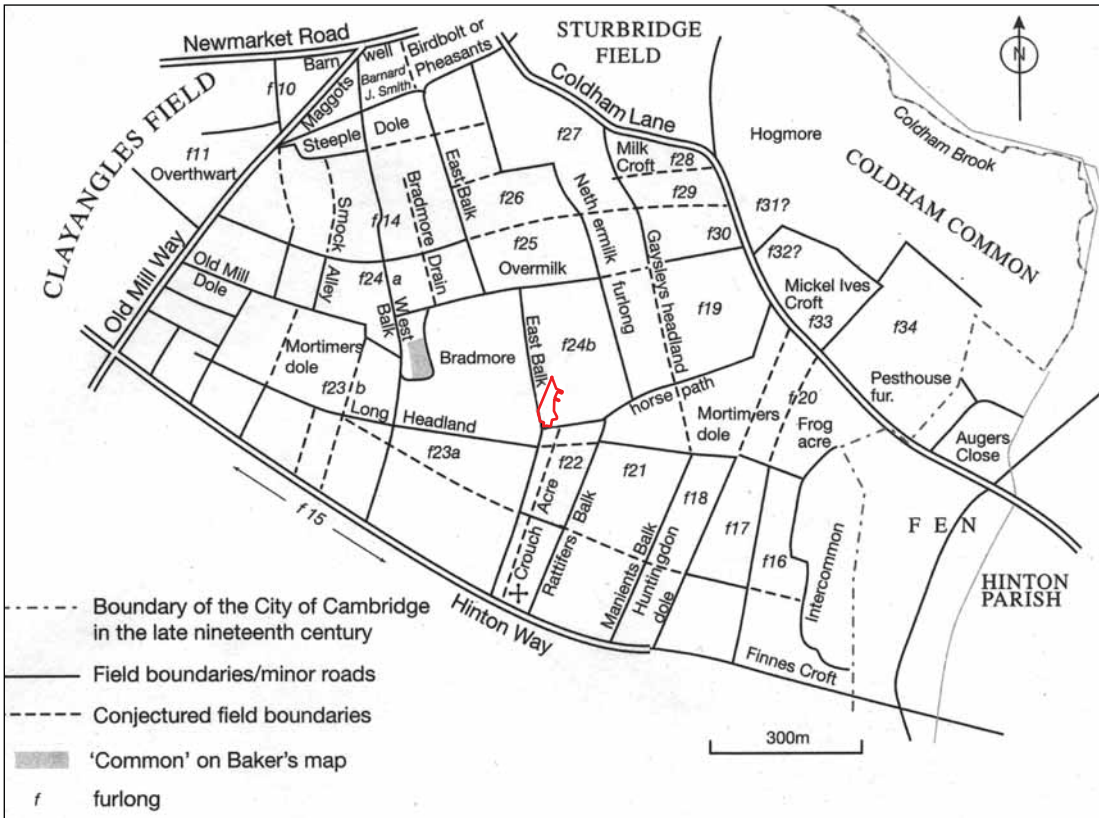 Newmarket Road
Birdbolt or
Pheasants
STURBRIDGE
FIELD
N
Barn
well
Barnard
J. Smith
f 10
Maggots
Coldham Lane
Coldham Brook
CLAYANGLES FIELD
Steeple
Dole
f27
Milk
Croft
f28
Hogmore
COLDHAM COMMON
f11
Overthwart
Smock
Alley
f 14
Bradmore
Drain
East Balk
f26
Nethermilk
furlong
f29
f31?
f25
Overmilk
Gaysleys headland
f30
f32?
Old Mill Way
Old Mill
Dole
f24
a
West
Balk
Mickel Ives
Croft
f19
f33
f34
Mortimers
dole
Bradmore
East Balk
f24b
f23 b
Pesthouse
fur.
horse path
Long
Headland
Mortimers
dole
f20
Frog
acre
Augers
Close
f23a
f22
f21
f18
f 15
Crouch
Acre
Rattifers
Balk
Manients Balk
Huntingdon
dole
f17
f16
Intercommon
FEN
HINTON
PARISH
Hinton Way
Finnes Croft
Boundary of the City of Cambridge
in the late nineteenth century
Field boundaries/minor roads
Conjectured field boundaries
'Common' on Baker's map
f furlong
300m